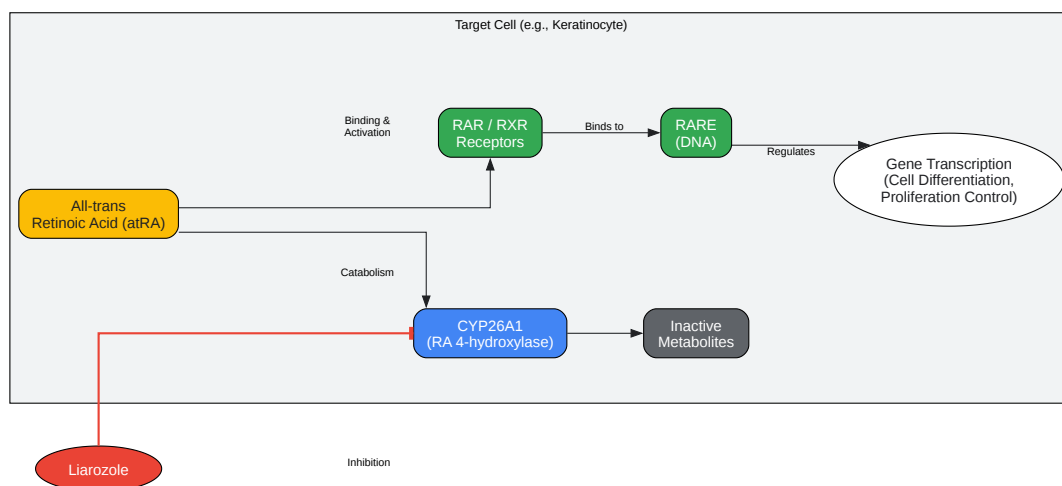 Target Cell (e.g., Keratinocyte)
Binding &
Activation
RAR / RXR
Receptors
Binds to
RARE
(DNA)
Regulates
Gene Transcription
(Cell Differentiation,
Proliferation Control)
All-trans
Retinoic Acid (atRA)
Catabolism
CYP26A1
(RA 4-hydroxylase)
Inactive
Metabolites
Liarozole
Inhibition